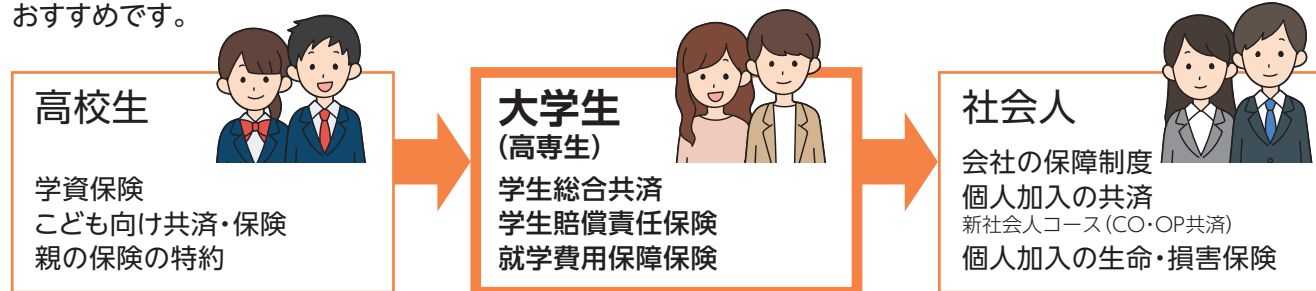 おすすめです。
高校生
学資保険
こども向け共済・保険
親の保険の特約
大学生
(高専生)
学生総合共済
学生賠償責任保険
就学費用保障保険
社会人
会社の保障制度
個人加入の共済
新社会人コース(CO・OP共済)
個人加入の生命・損害保険